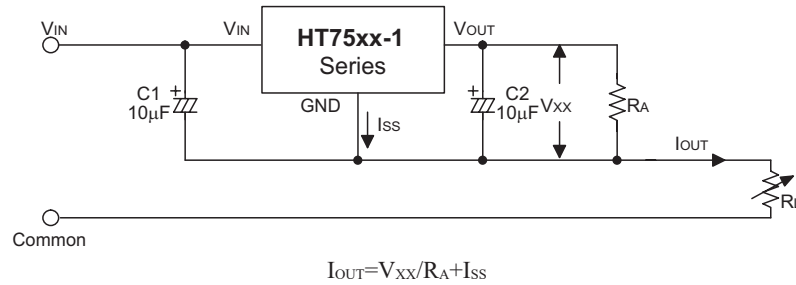 VIN
VIN
HT75xx-1
Series
VOUT
C1
10µF
GND
ISS
C2
10µF
VXX
RA
IOUT
Common
IOUT=VXX/RA+ISS